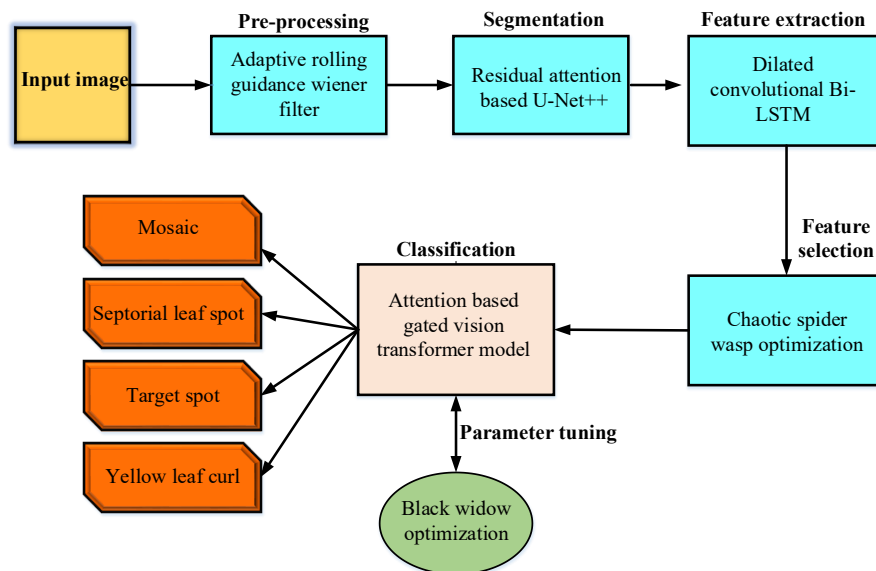 Pre-processing
Segmentation
Feature extraction
Input image
Adaptive rolling
guidance wiener
filter
Residual attention
based U-Net++
Dilated
convolutional Bi-
LSTM
Feature
selection
Chaotic spider
wasp optimization
Classification
Attention based
gated vision
transformer model
Mosaic
Septorial leaf spot
Target spot
Yellow leaf curl
Parameter tuning
Black widow
optimization